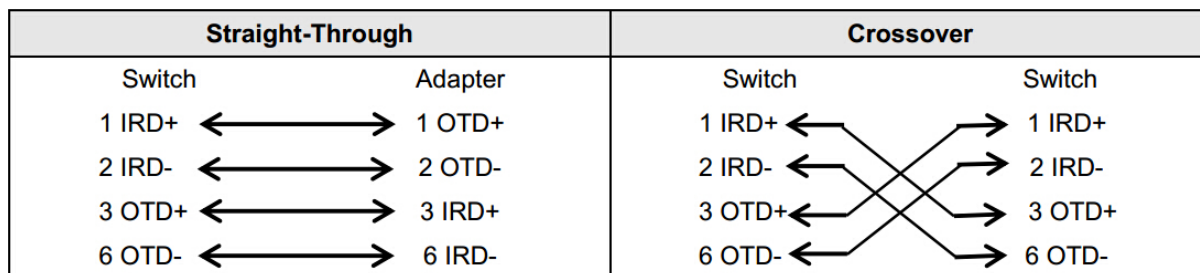 Straight-Through Crossover
Switch Adapter Switch Switch
1 IRD+ 1 OTD+ 1 IRD+ 1 IRD+
2 IRD- 2 OTD- 2 IRD- 2 IRD-
3 OTD+ 3 IRD+ 3 OTD+ 3 OTD+
6 OTD- 6 IRD- 6 OTD- 6 OTD-